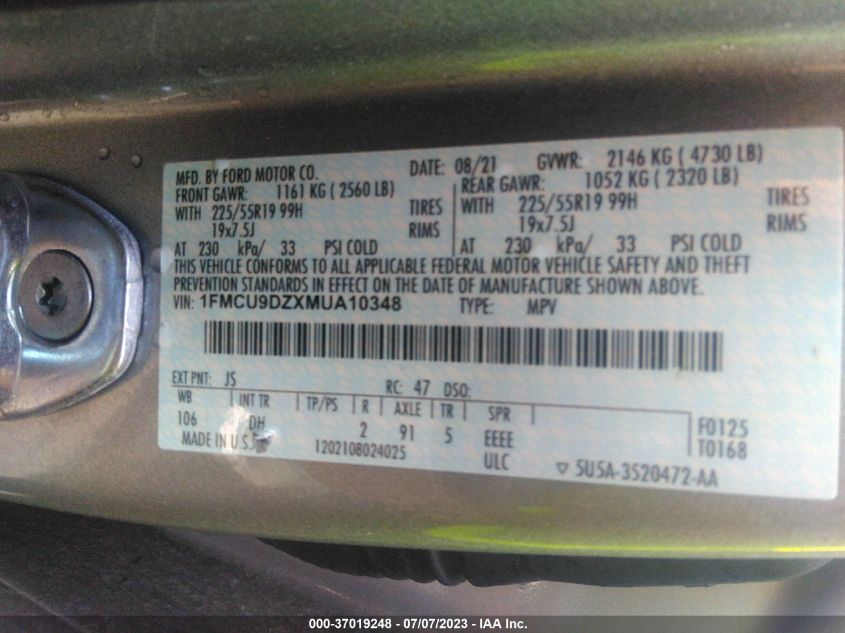 MFD. BY FORD MOTOR CO. DATE: 08/21 GVWR: 2146 KG ( 4730 LB)
FRONT GAWR: 1161 KG ( 2560 LB) REAR GAWR: 1052 KG ( 2320 LB)
WITH 225/55R19 99H TIRES WITH 225/55R19 99H TIRES
19x7.5J RIMS 19x7.5J RIMS
AT 230 kPa/ 33 PSI COLD AT 230 kPa/ 33 PSI COLD
THIS VEHICLE CONFORMS TO ALL APPLICABLE FEDERAL MOTOR VEHICLE SAFETY AND THEFT
PREVENTION STANDARDS IN EFFECT ON THE DATE OF MANUFACTURE SHOWN ABOVE.
VIN: 1FMCU9DZXMUA10348 TYPE: MPV
EXT PNT: JS RC: 47 DSO:
WB INT TR TP/PS R AXLE TR SPR
106 DH 2 91 5 EEEE F0125
MADE IN U.S. 1202108024025 ULC T0168
▽ 5U5A-3520472-AA
000-37019248 - 07/07/2023 - IAA Inc.